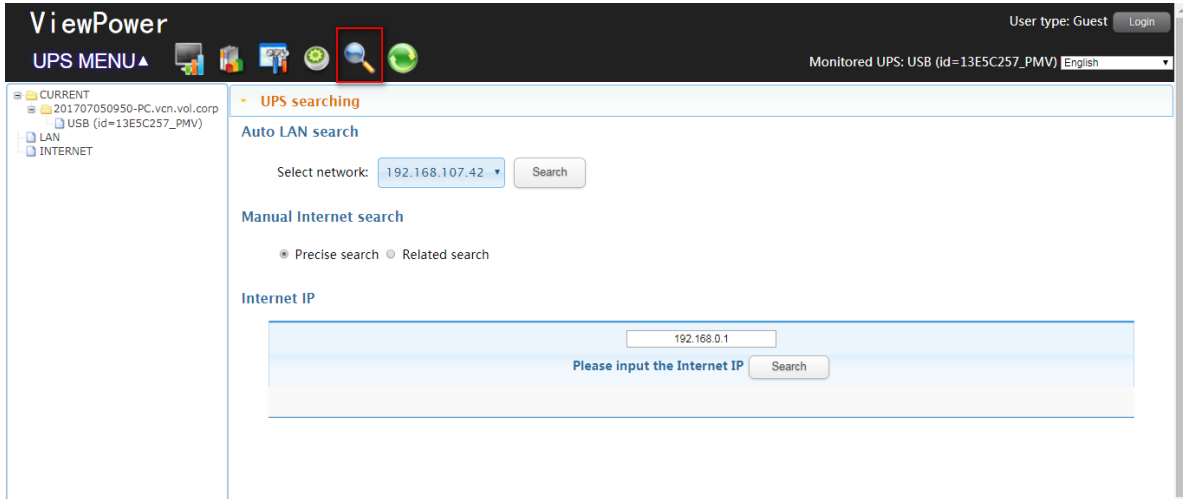 ViewPower
User type: Guest Login
UPS MENU▲
Monitored UPS: USB (id=13E5C257_PMV) English
CURRENT
201707050950-PC.vcn.vol.corp
USB (id=13E5C257_PMV)
LAN
INTERNET
UPS searching
Auto LAN search
Select network: 192.168.107.42 Search
Manual Internet search
Precise search Related search
Internet IP
192.168.0.1
Please input the Internet IP Search